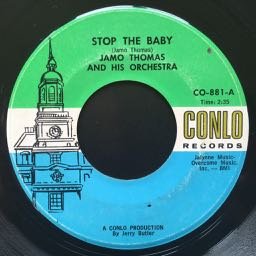 STOP THE BABY
(Jamo Thomas)
JAMO THOMAS
AND HIS ORCHESTRA
CO-881-A
Time: 2:35
CONLO
RECORDS
Jalynne Music-
Overcome Music.
Inc. — BMI
A CONLO PRODUCTION
By Jerry Butler